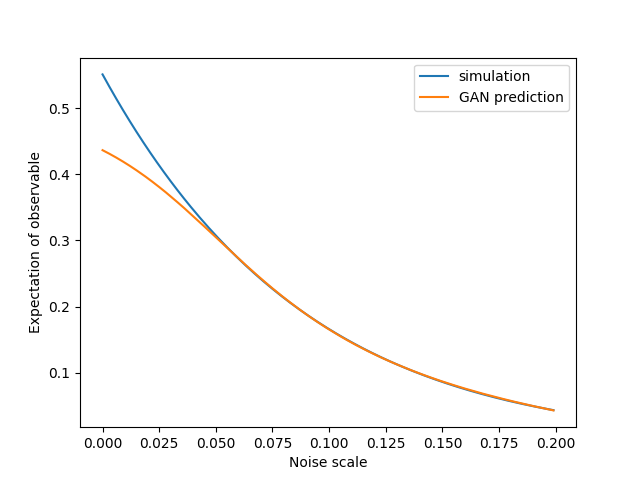 simulation
GAN prediction
Expectation of observable
0.5
0.4
0.3
0.2
0.1
0.000 0.025 0.050 0.075 0.100 0.125 0.150 0.175 0.200
Noise scale